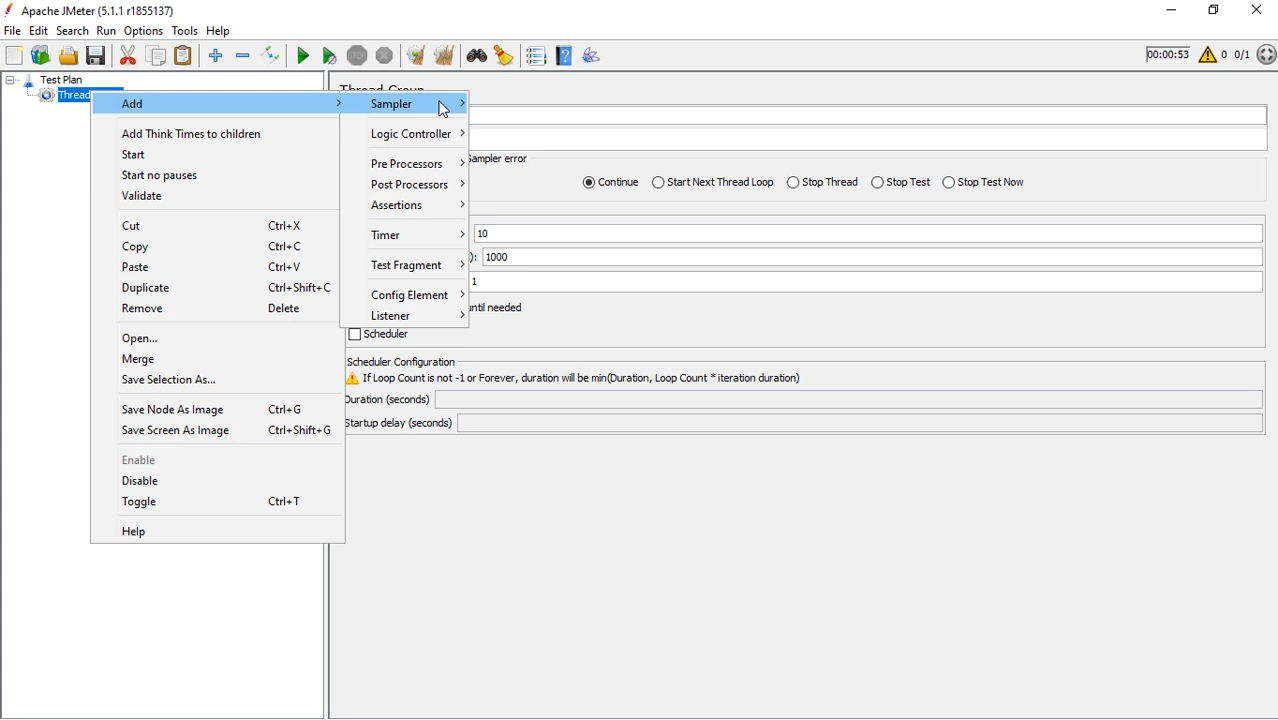 Apache JMeter (5.1.1 r1855137)
File Edit Search Run Options Tools Help
00:00:53 0 0/1
Test Plan
Thread
Thread Group
Add
Add Think Times to children
Start
Start no pauses
Validate
Cut Ctrl+X
Copy Ctrl+C
Paste Ctrl+V
Duplicate Ctrl+Shift+C
Remove Delete
Open...
Merge
Save Selection As...
Save Node As Image Ctrl+G
Save Screen As Image Ctrl+Shift+G
Enable
Disable
Toggle Ctrl+T
Help
Sampler
Logic Controller
Pre Processors
Post Processors
Assertions
Timer
Test Fragment
Config Element
Listener
Sampler error
Continue Start Next Thread Loop Stop Thread Stop Test Stop Test Now
10
): 1000
1
until needed
Scheduler
Scheduler Configuration
If Loop Count is not -1 or Forever, duration will be min(Duration, Loop Count * iteration duration)
Duration (seconds)
Startup delay (seconds)